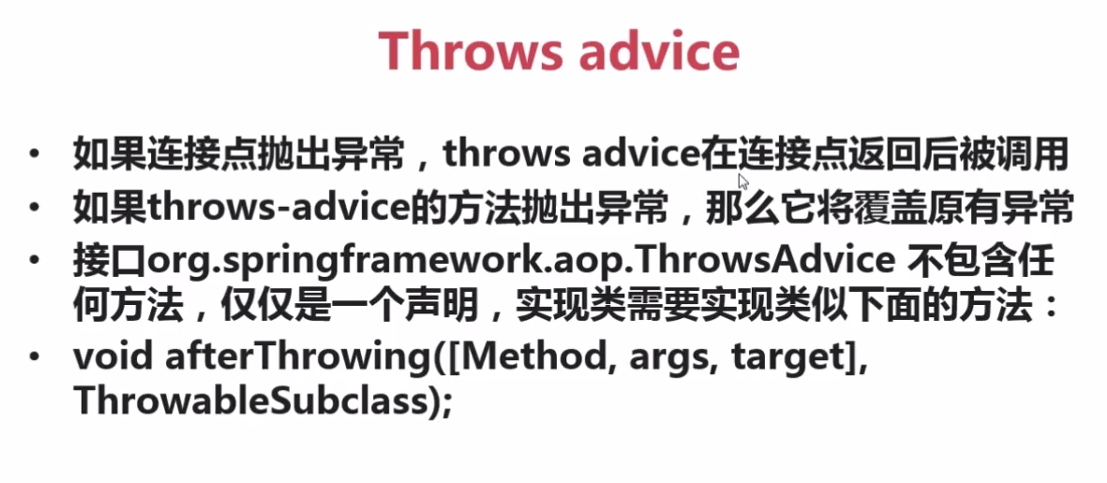 Throws advice
• 如果连接点抛出异常，throws advice在连接点返回后被调用
• 如果throws-advice的方法抛出异常，那么它将覆盖原有异常
• 接口org.springframework.aop.ThrowsAdvice 不包含任
何方法，仅仅是一个声明，实现类需要实现类似下面的方法：
• void afterThrowing([Method, args, target],
ThrowableSubclass);